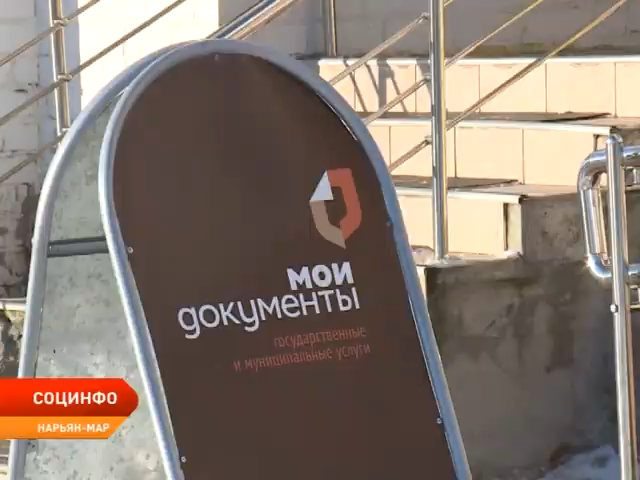 мои
документы
государственные
и муниципальные услуги
СОЦИНФО
НАРЬЯН-МАР